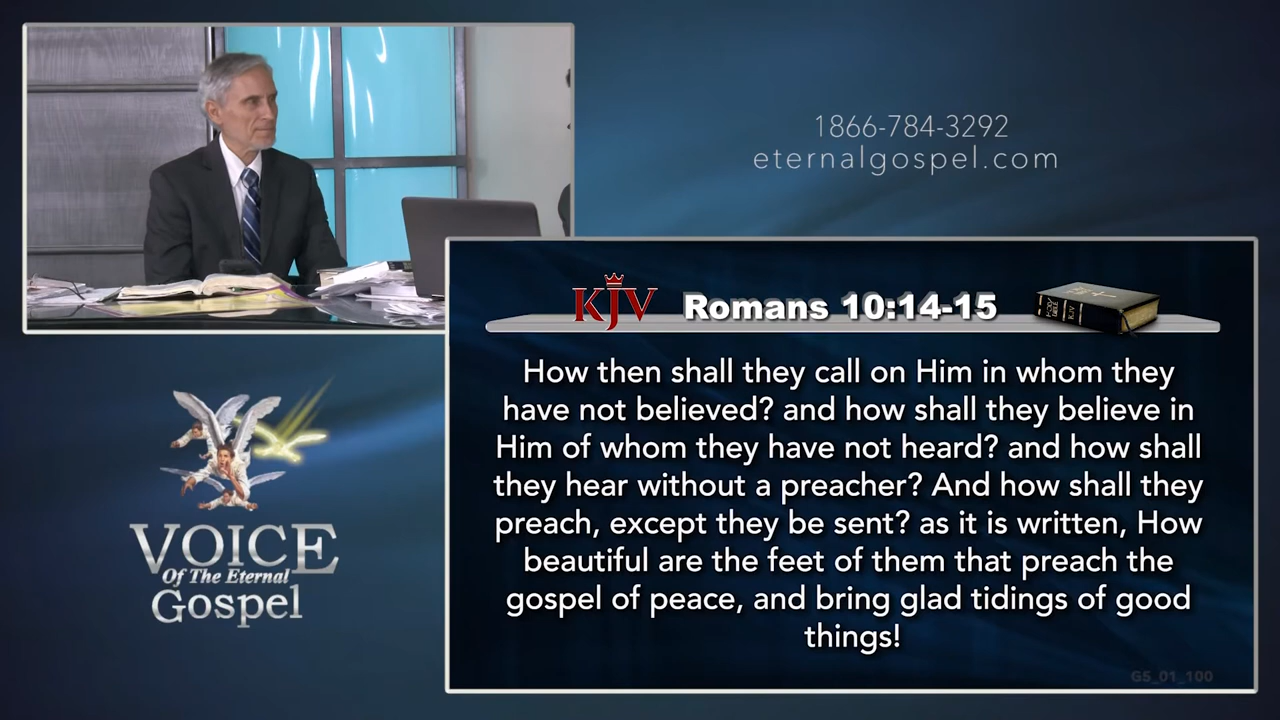 1866-784-3292
eternalgospel.com
KJV Romans 10:14-15
How then shall they call on Him in whom they
have not believed? and how shall they believe in
Him of whom they have not heard? and how shall
they hear without a preacher? And how shall they
preach, except they be sent? as it is written, How
beautiful are the feet of them that preach the
gospel of peace, and bring glad tidings of good
things!
VOICE
Of The Eternal
Gospel
GS_01_100